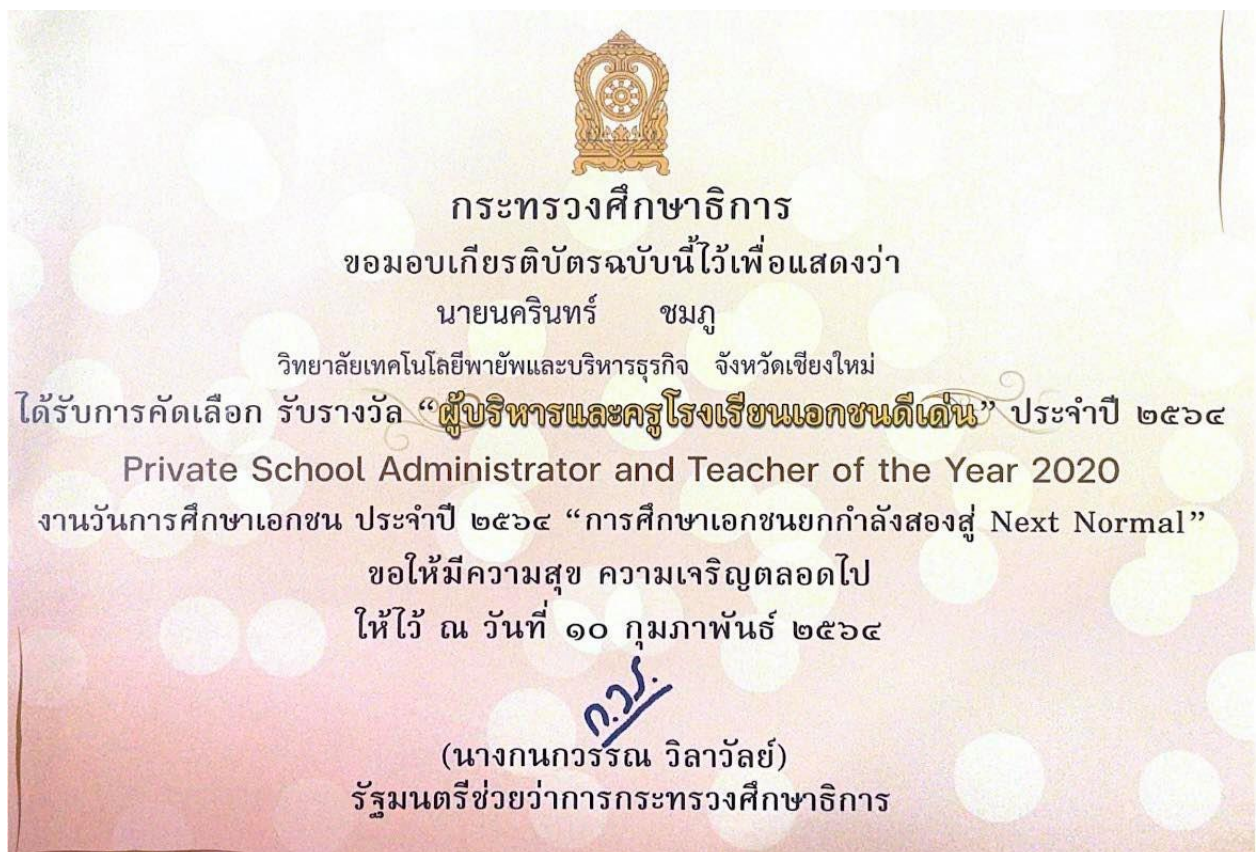 กระทรวงศึกษาธิการ
ขอมอบเกียรติบัตรฉบับนี้ไว้เพื่อแสดงว่า
นายนครินทร์ ชมภู
วิทยาลัยเทคโนโลยีพายัพและบริหารธุรกิจ จังหวัดเชียงใหม่
ได้รับการคัดเลือก รับรางวัล “ผู้บริหารและครูโรงเรียนเอกชนดีเด่น” ประจำปี ๒๕๖๔
Private School Administrator and Teacher of the Year 2020
งานวันการศึกษาเอกชน ประจำปี ๒๕๖๔ “การศึกษาเอกชนยกกำลังสองสู่ Next Normal”
ขอให้มีความสุข ความเจริญตลอดไป
ให้ไว้ ณ วันที่ ๑๐ กุมภาพันธ์ ๒๕๖๔
ก.วร.
(นางกนกวรรณ วิลาวัลย์)
รัฐมนตรีช่วยว่าการกระทรวงศึกษาธิการ